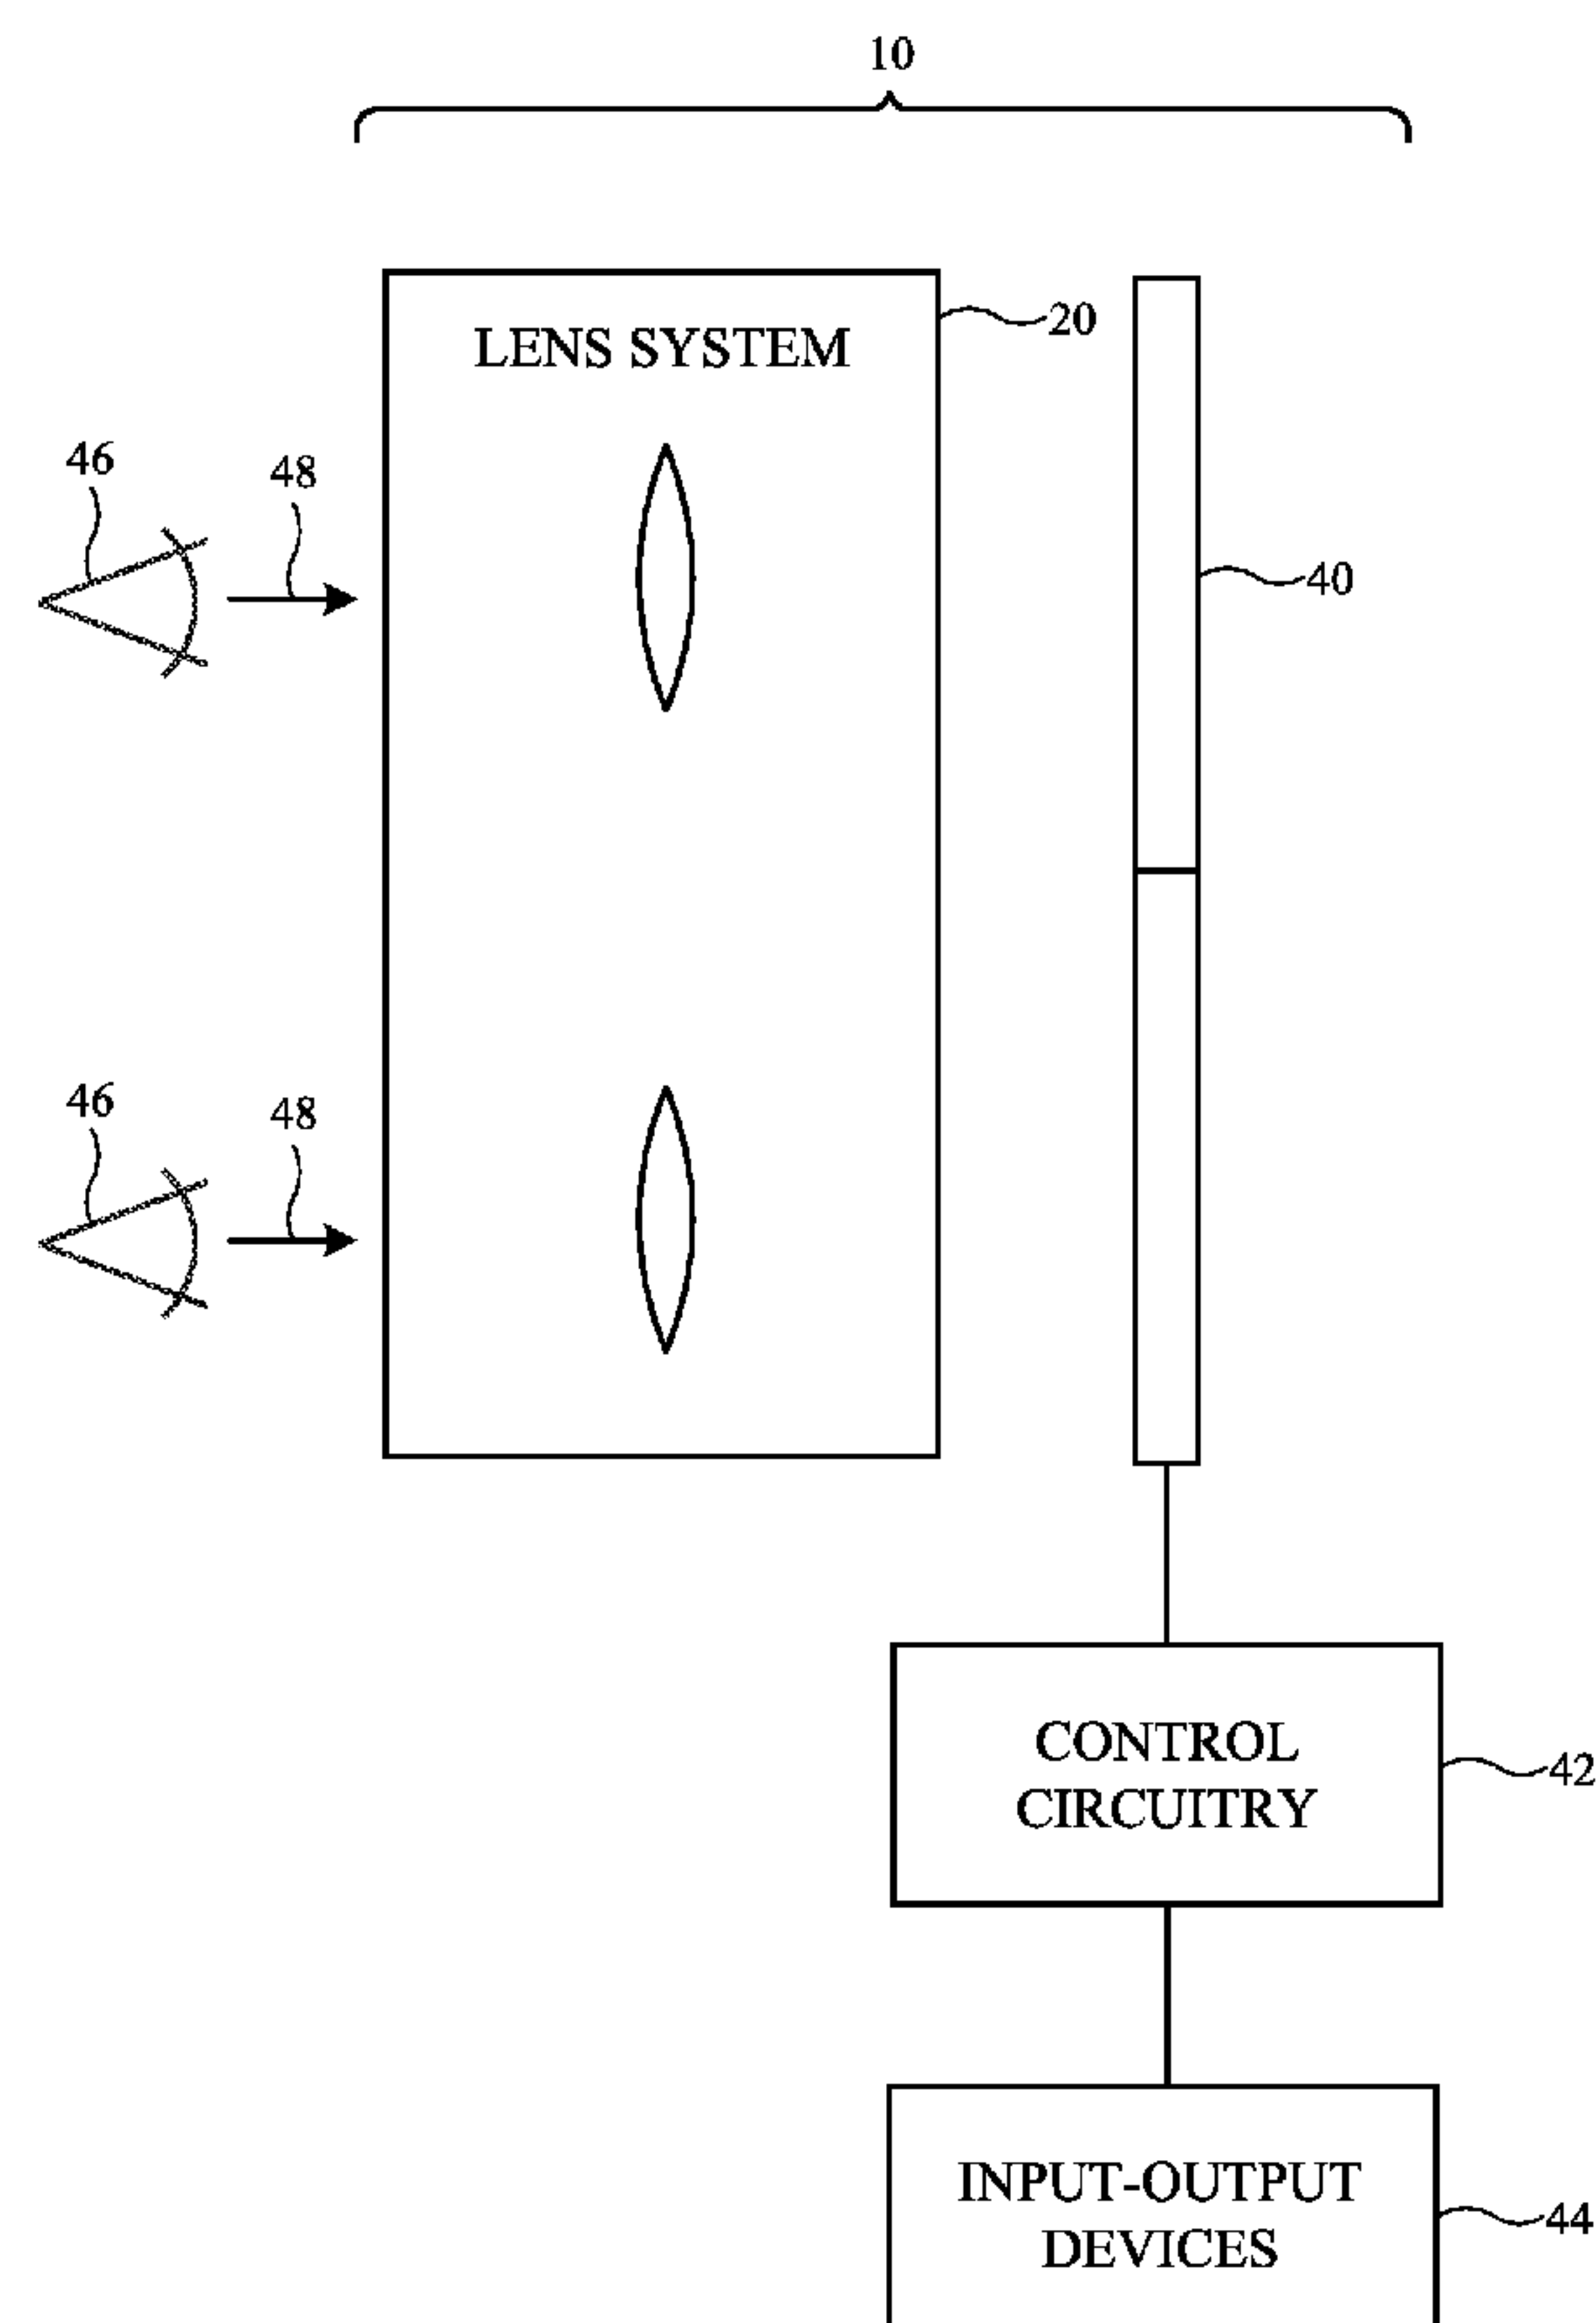 10
LENS SYSTEM
20
46
48
40
46
48
CONTROL
CIRCUITRY
42
INPUT-OUTPUT
DEVICES
44